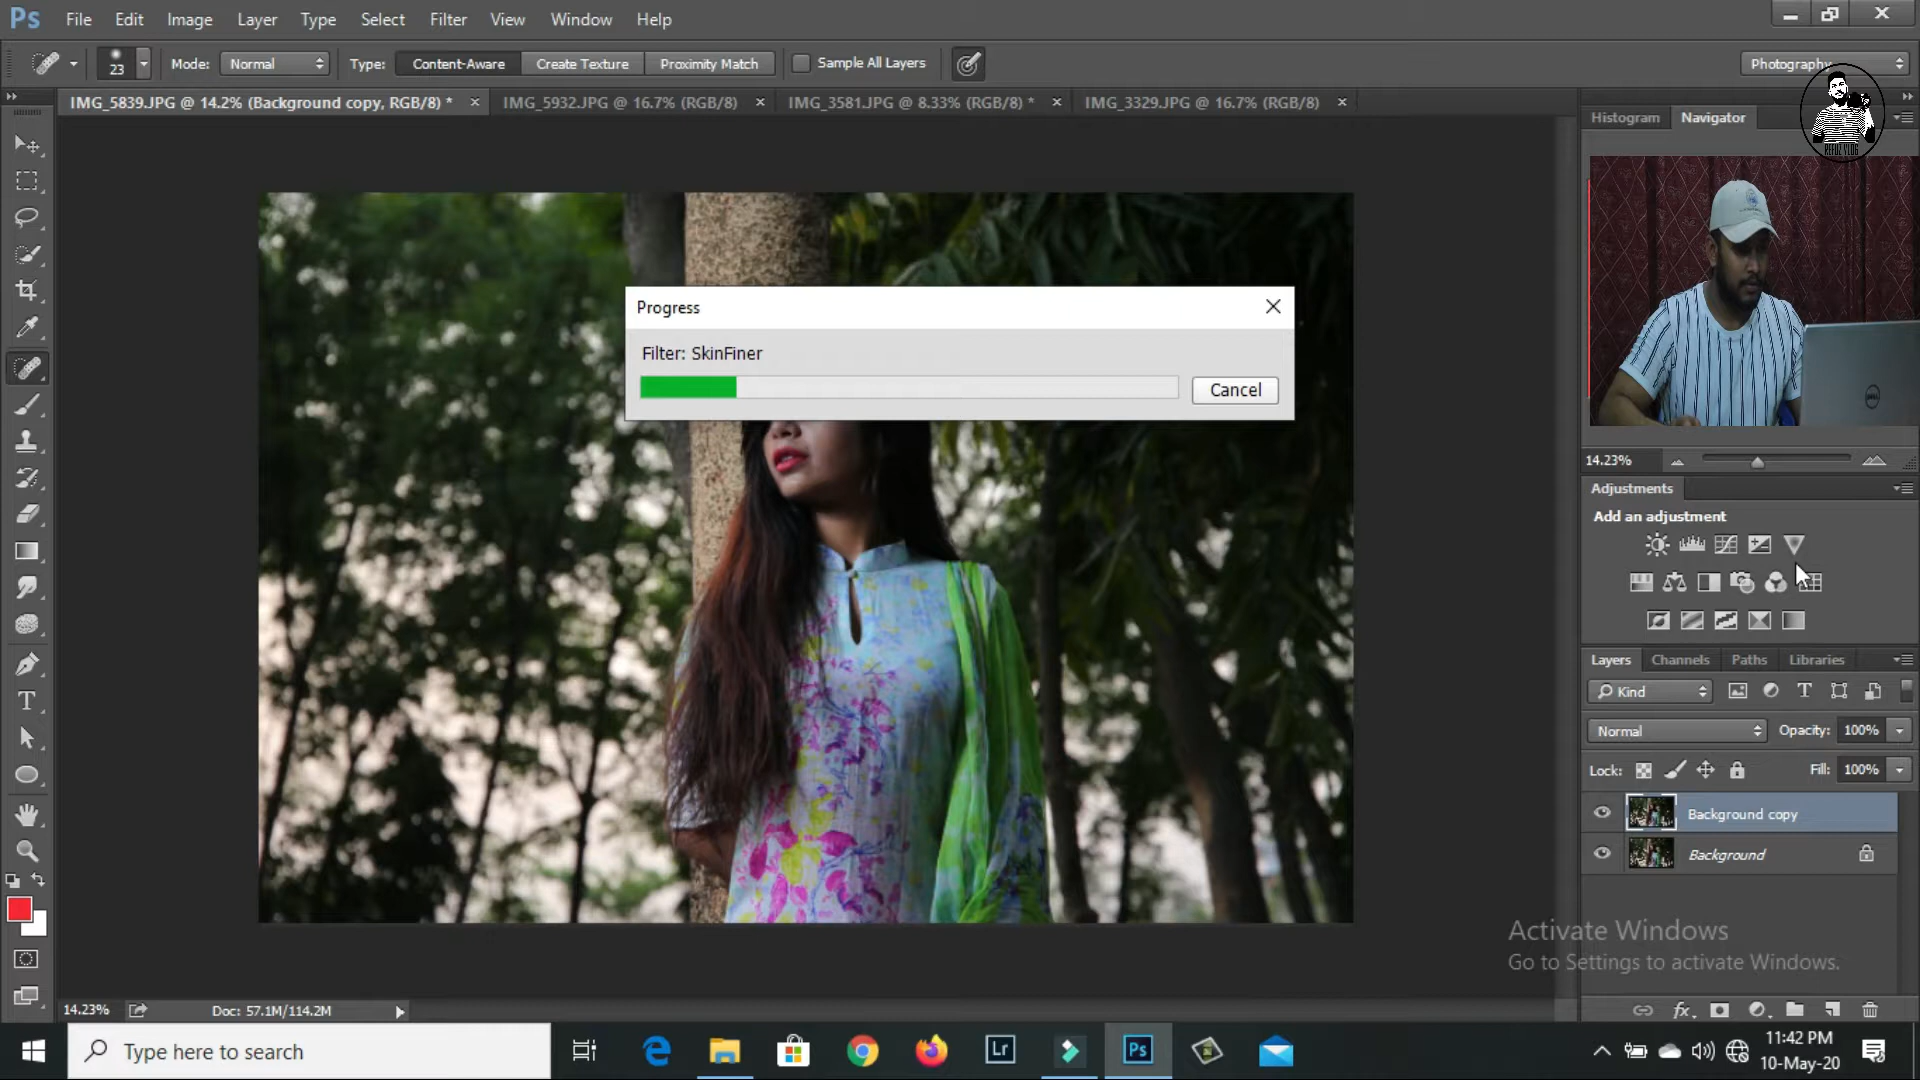 Ps File Edit Image Layer Type Select Filter View Window Help
23 Mode: Normal Type: Content-Aware Create Texture Proximity Match Sample All Layers Photography
IMG_5839.JPG @ 14.2% (Background copy, RGB/8) * IMG_5932.JPG @ 16.7% (RGB/8) IMG_3581.JPG @ 8.33% (RGB/8) * IMG_3329.JPG @ 16.7% (RGB/8)
Histogram Navigator
Progress
Filter: SkinFiner
Cancel
14.23%
Adjustments
Add an adjustment
Layers Channels Paths Libraries
Kind
Normal Opacity: 100%
Lock: Fill: 100%
Background copy
Background
Activate Windows
Go to Settings to activate Windows.
14.23% Doc: 57.1M/114.2M
Type here to search
Lr
Ps
11:42 PM
10-May-20